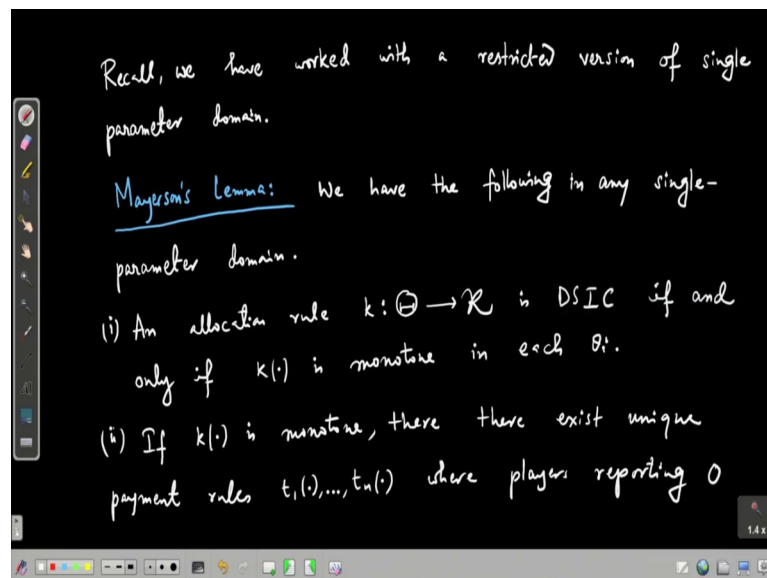 Recall, we have worked with a restricted version of single
parameter domain.
Mayerson's Lemma: We have the following in any single-
parameter domain.
(i) An allocation rule k: Θ → 𝒦 is DSIC if and
only if k(·) is monotone in each θi.
(ii) If k(·) is monotone, there there exist unique
payment rules t₁(·),..., tₙ(·) where players reporting 0
1.4 x